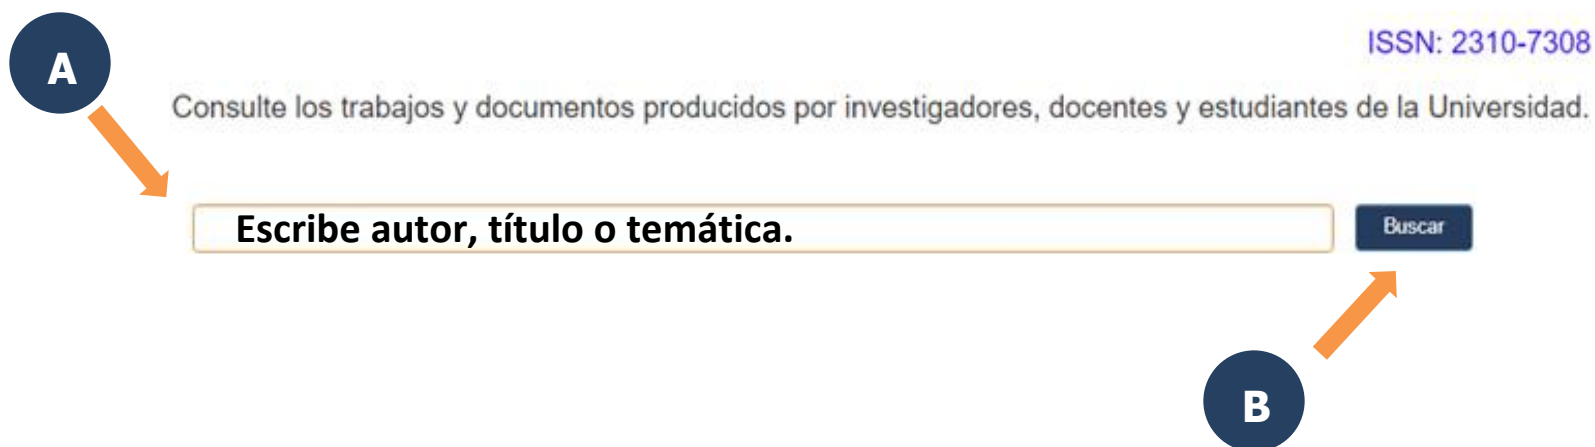 A
ISSN: 2310-7308
Consulte los trabajos y documentos producidos por investigadores, docentes y estudiantes de la Universidad.
Escribe autor, título o temática.
Buscar
B